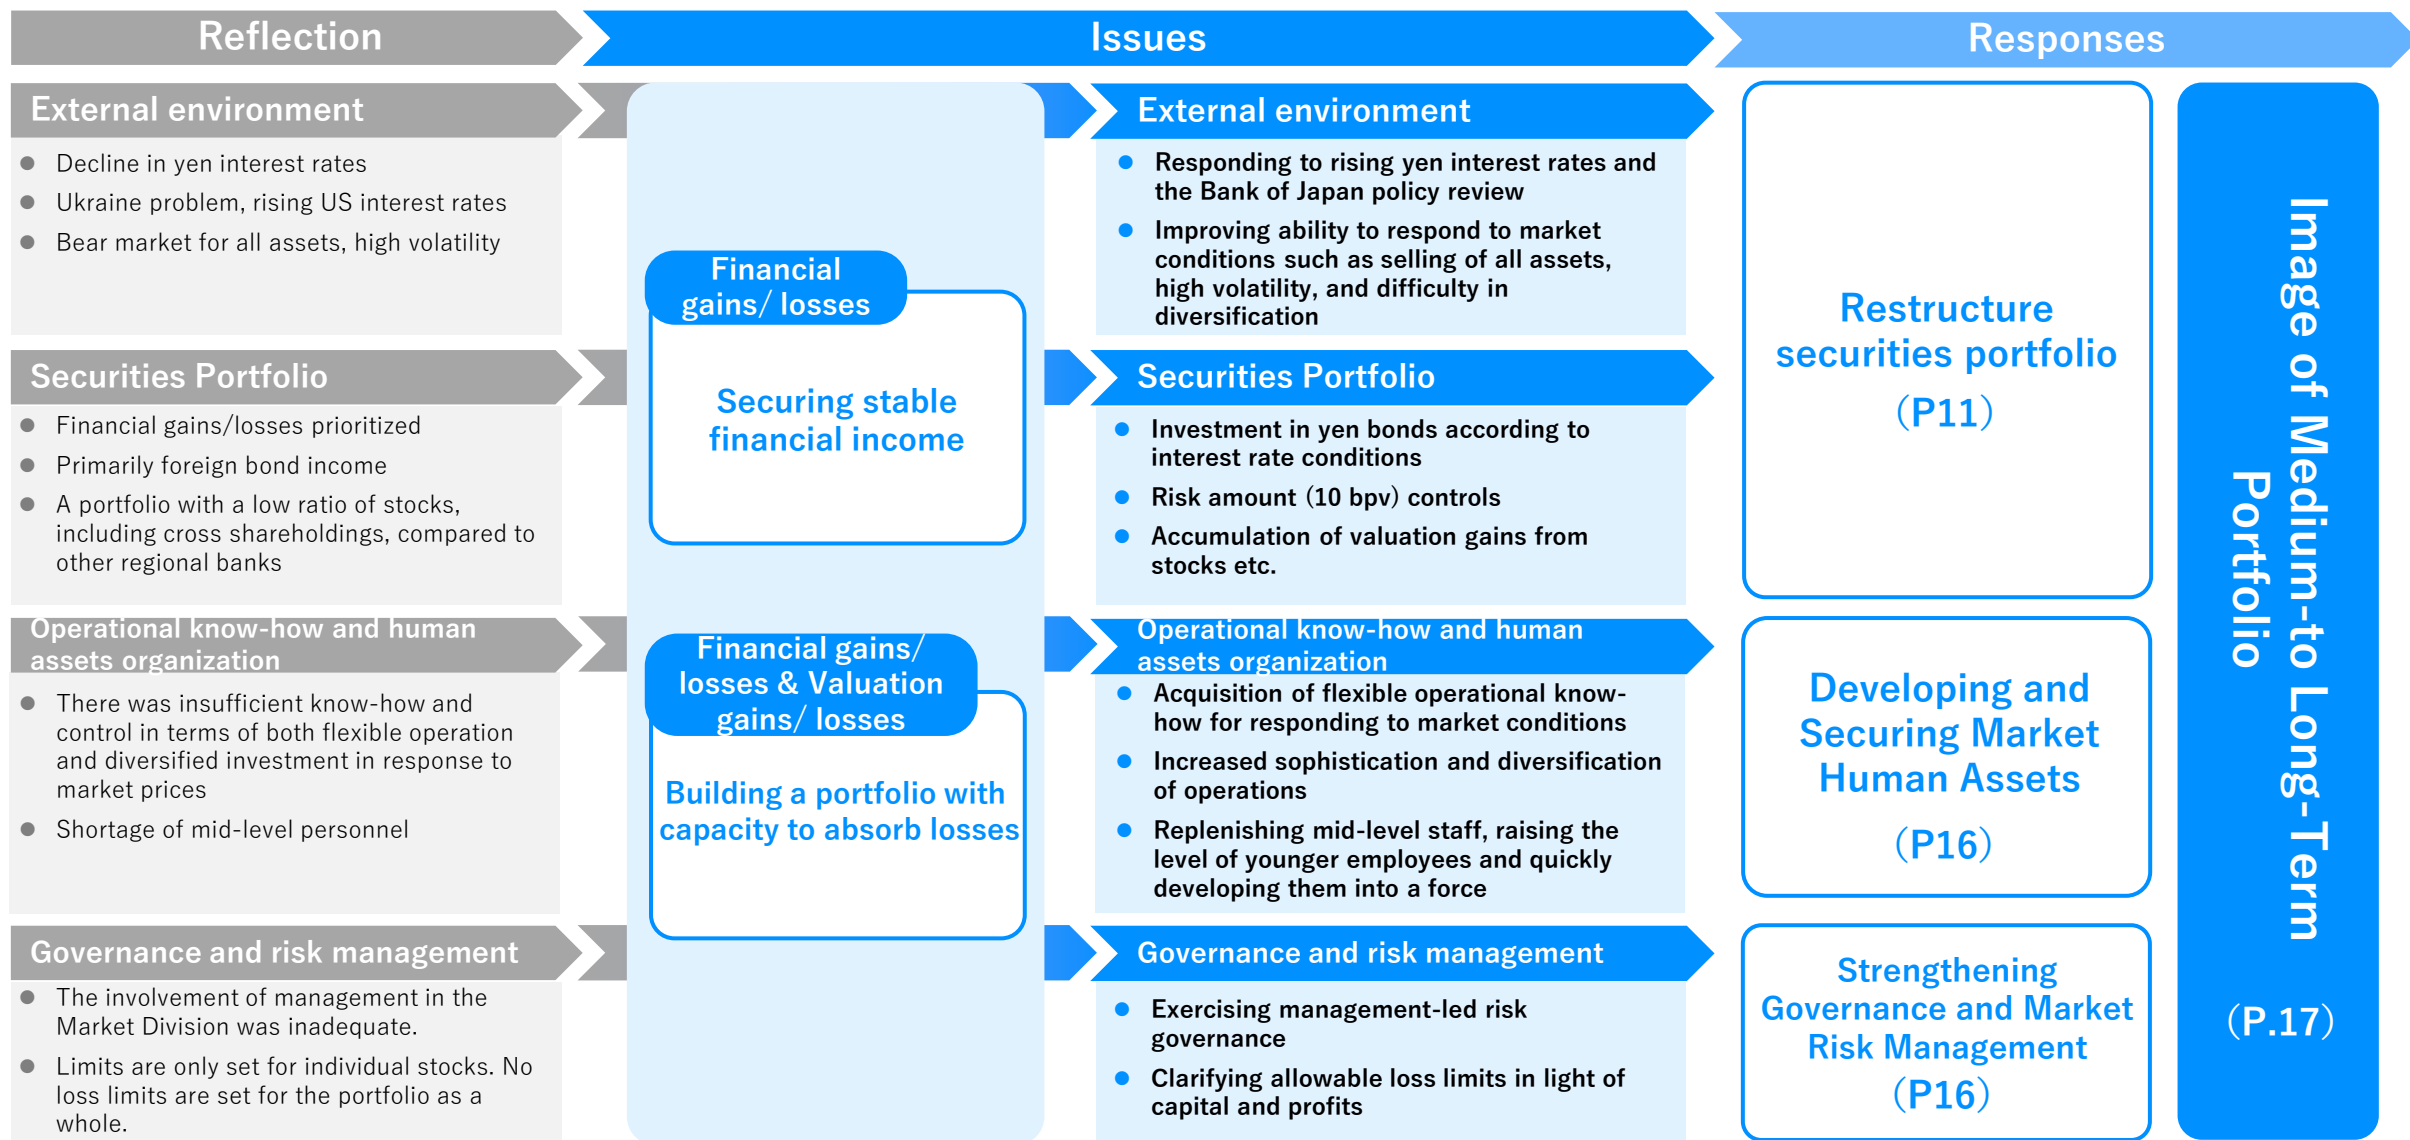 Reflection
Issues
Responses
External environment
Decline in yen interest rates
Ukraine problem, rising US interest rates
Bear market for all assets, high volatility
Securities Portfolio
Financial gains/losses prioritized
Primarily foreign bond income
A portfolio with a low ratio of stocks,
including cross shareholdings, compared to
other regional banks
Operational know-how and human
assets organization
There was insufficient know-how and
control in terms of both flexible operation
and diversified investment in response to
market prices
Shortage of mid-level personnel
Governance and risk management
The involvement of management in the
Market Division was inadequate.
Limits are only set for individual stocks. No
loss limits are set for the portfolio as a
whole.
Financial
gains/ losses
Securing stable
financial income
Financial gains/
losses & Valuation
gains/ losses
Building a portfolio with
capacity to absorb losses
External environment
Responding to rising yen interest rates and
the Bank of Japan policy review
Improving ability to respond to market
conditions such as selling of all assets,
high volatility, and difficulty in
diversification
Securities Portfolio
Investment in yen bonds according to
interest rate conditions
Risk amount (10 bpv) controls
Accumulation of valuation gains from
stocks etc.
Operational know-how and human
assets organization
Acquisition of flexible operational know-
how for responding to market conditions
Increased sophistication and diversification
of operations
Replenishing mid-level staff, raising the
level of younger employees and quickly
developing them into a force
Governance and risk management
Exercising management-led risk
governance
Clarifying allowable loss limits in light of
capital and profits
Restructure
securities portfolio
(P11)
Developing and
Securing Market
Human Assets
(P16)
Strengthening
Governance and Market
Risk Management
(P16)
Image of Medium-to Long-Term
Portfolio
(P.17)